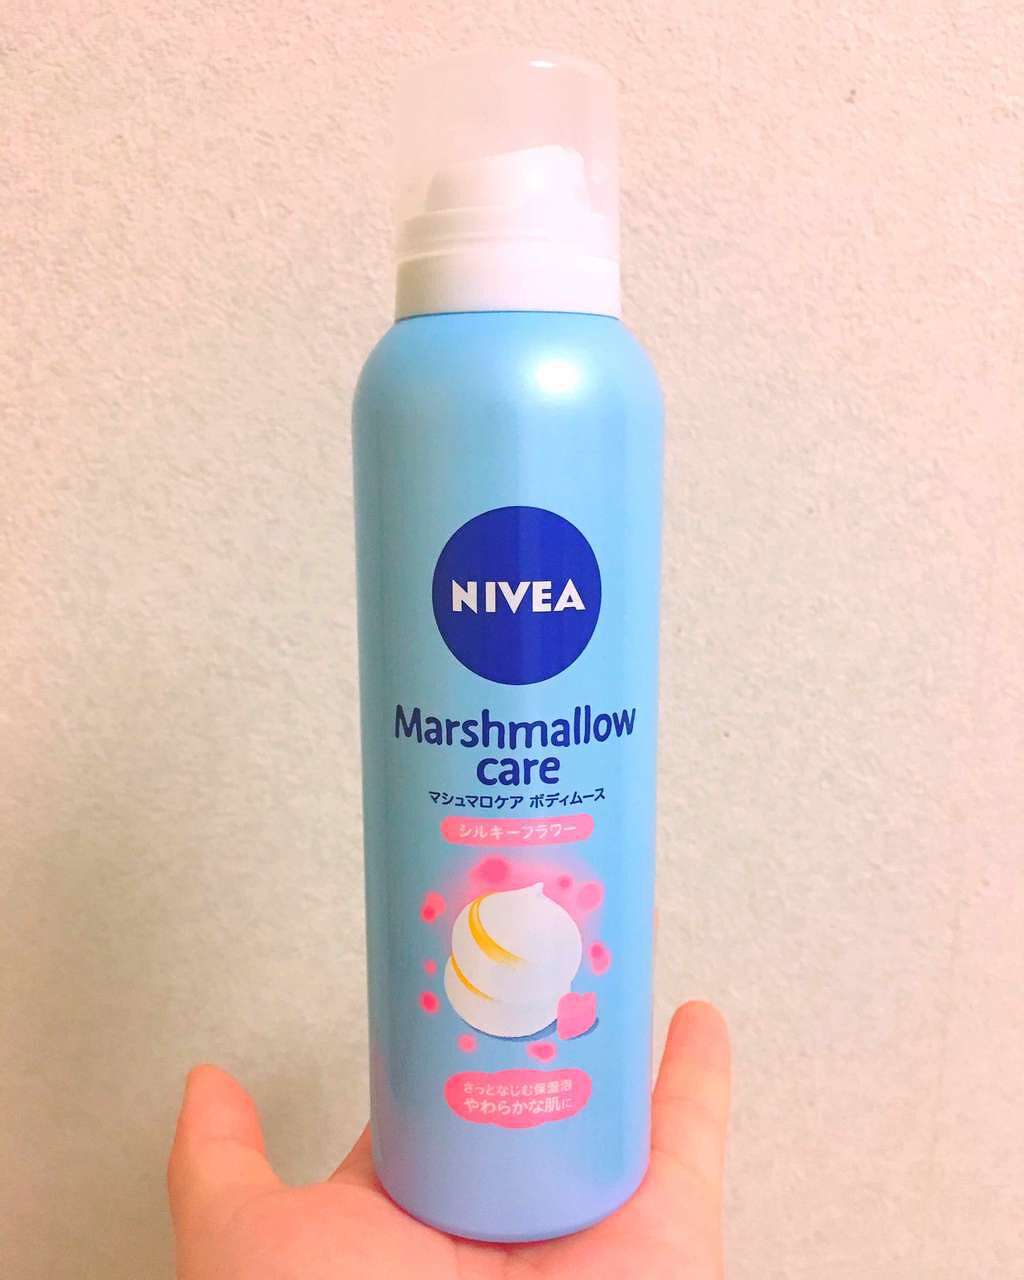 NIVEA
Marshmallow
care
マシュマロケア ボディムース
シルキーフラワー
さっとなじむ保湿泡
やわらかな肌に